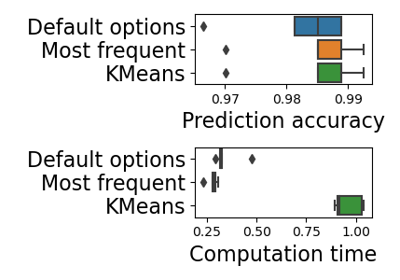 Default options
Most frequent
KMeans
0.97 0.98 0.99
Prediction accuracy
Default options
Most frequent
KMeans
0.25 0.50 0.75 1.00
Computation time